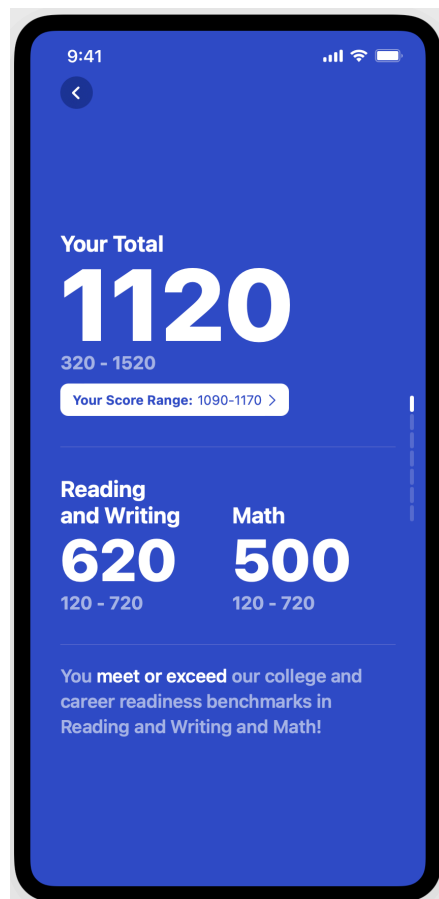 9:41
Your Total
1120
320 - 1520
Your Score Range: 1090-1170
Reading
and Writing
620
120 - 720
Math
500
120 - 720
You meet or exceed our college and
career readiness benchmarks in
Reading and Writing and Math!